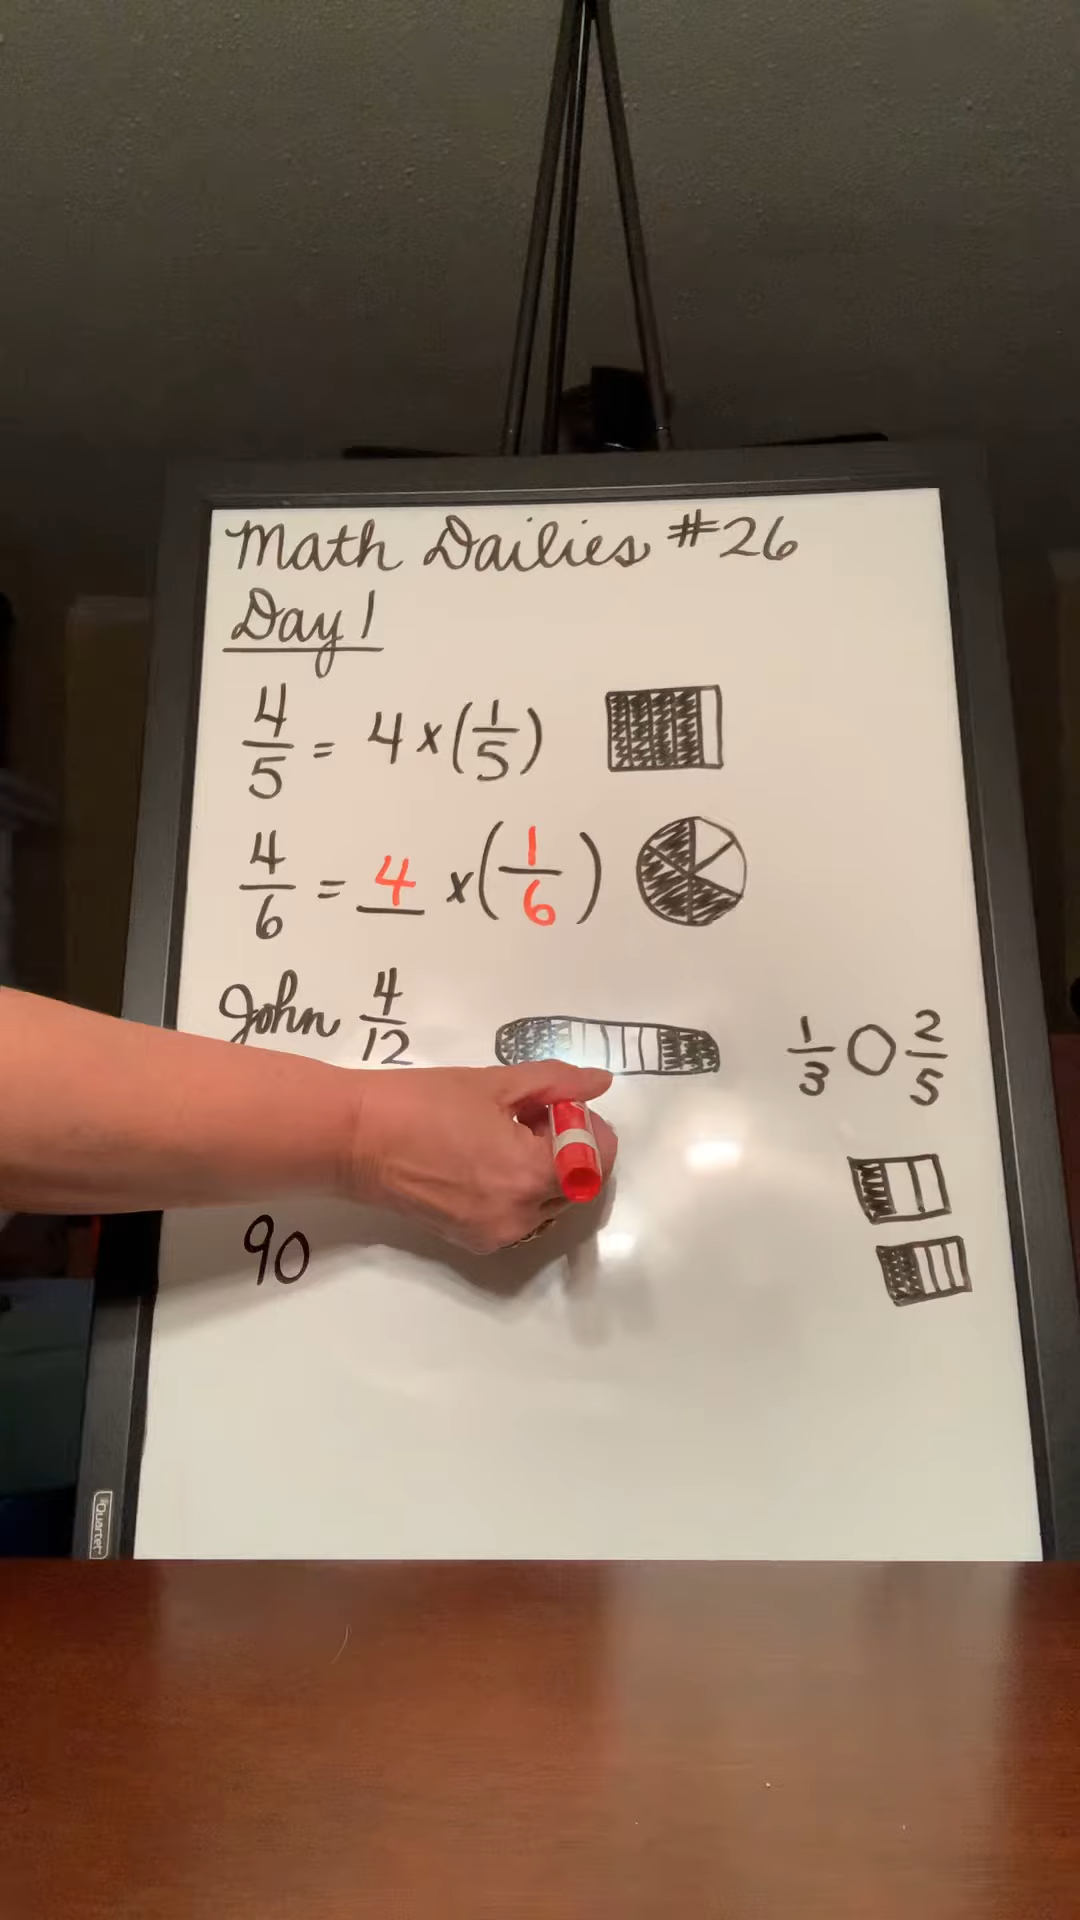 Math Dailies #26
Day 1
4/5 = 4 × (1/5)
4/6 = 4 × (1/6)
John 4/12
1/3 ○ 2/5
90
Quartet